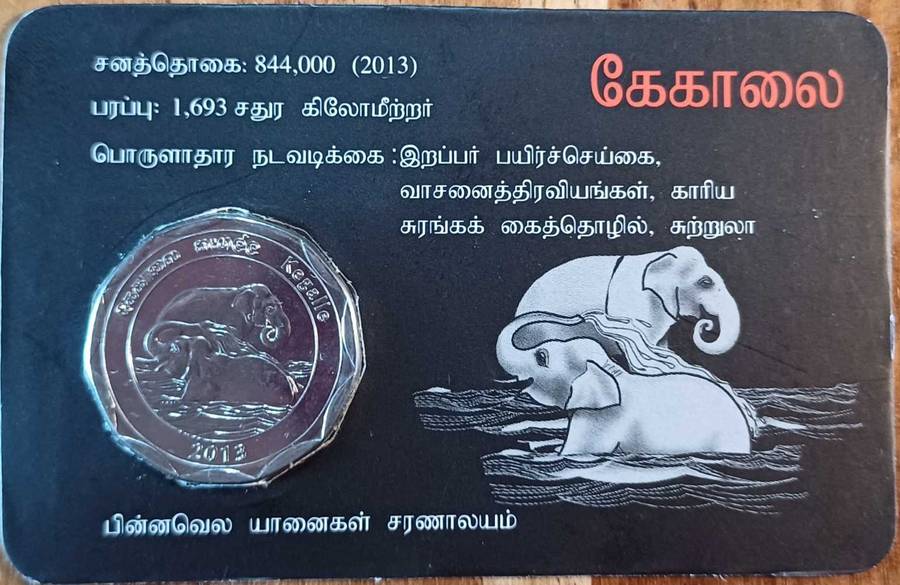 சனத்தொகை: 844,000 (2013)
கேகாலை
பரப்பு: 1,693 சதுர கிலோமீற்றர்
பொருளாதார நடவடிக்கை : இறப்பர் பயிர்ச்செய்கை,
வாசனைத்திரவியங்கள், காரிய
சுரங்கக் கைத்தொழில், சுற்றுலா
Kegalle
2013
பின்னவெல யானைகள் சரணாலயம்